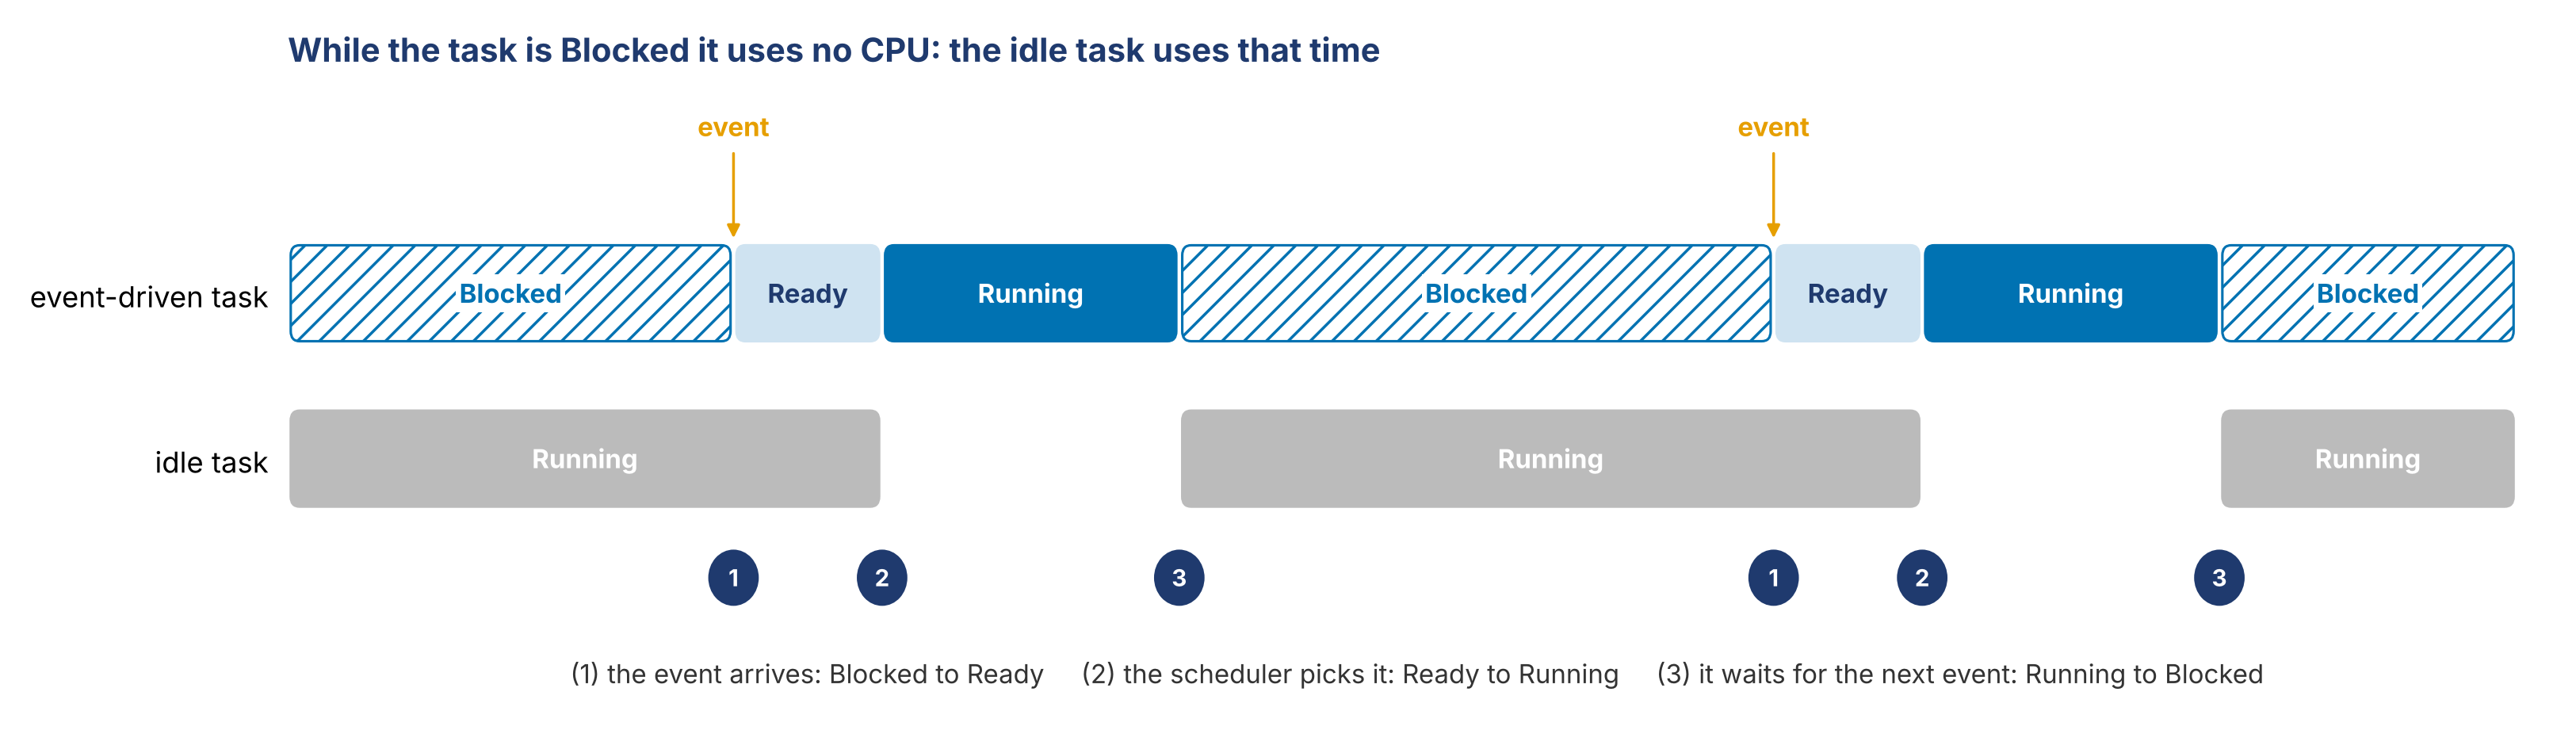 While the task is Blocked it uses no CPU: the idle task uses that time
event event
event-driven task Blocked Ready Running Blocked Ready Running Blocked
idle task Running Running Running
1 2 3 1 2 3
(1) the event arrives: Blocked to Ready (2) the scheduler picks it: Ready to Running (3) it waits for the next event: Running to Blocked